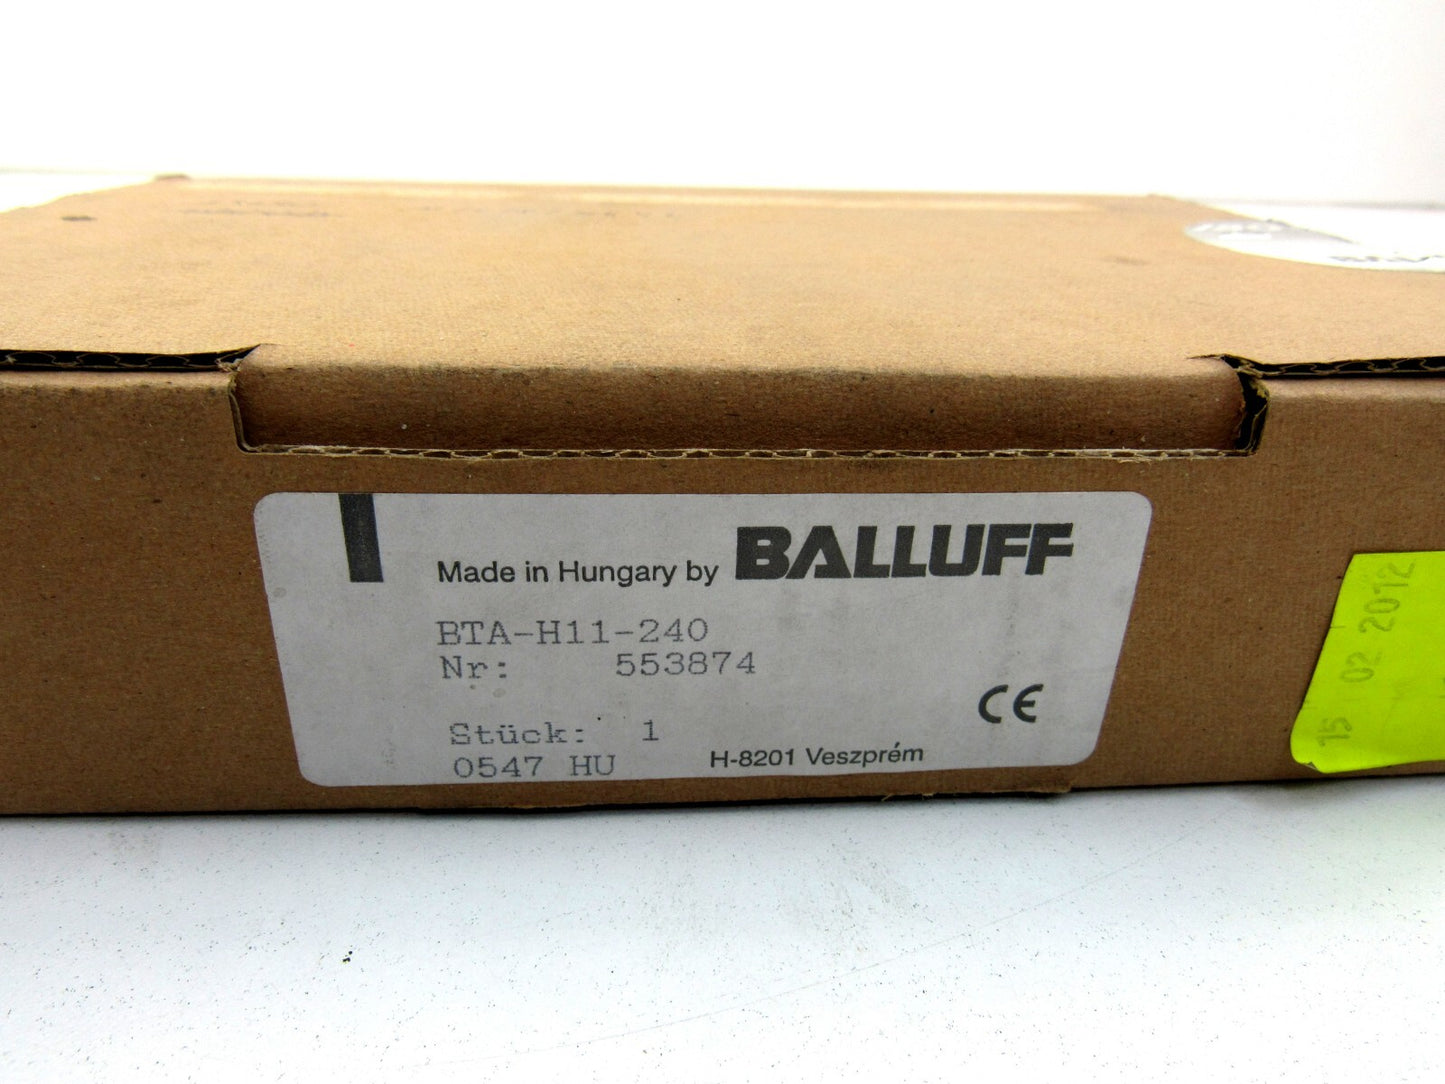 Made in Hungary by BALLUFF
BTA-H11-240
Nr: 553874
Stück: 1
0547 HU
H-8201 Veszprém
CE
15 02 2012